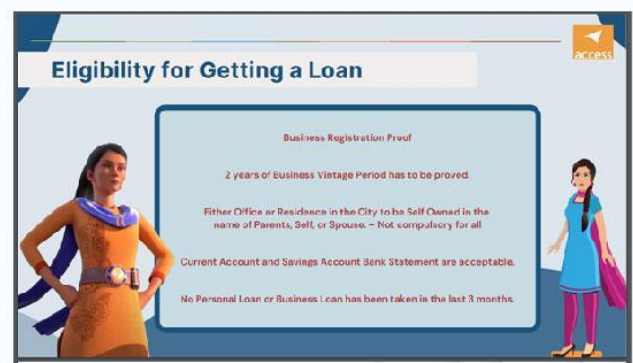 access
Eligibility for Getting a Loan
Business Registration Proof
2 years of Business Vintage Period has to be proved.
Either Office or Residence in the City to be Self Owned in the
name of Parents, Self, or Spouse. – Not compulsory for all
Current Account and Savings Account Bank Statement are acceptable.
No Personal Loan or Business Loan has been taken in the last 3 months.